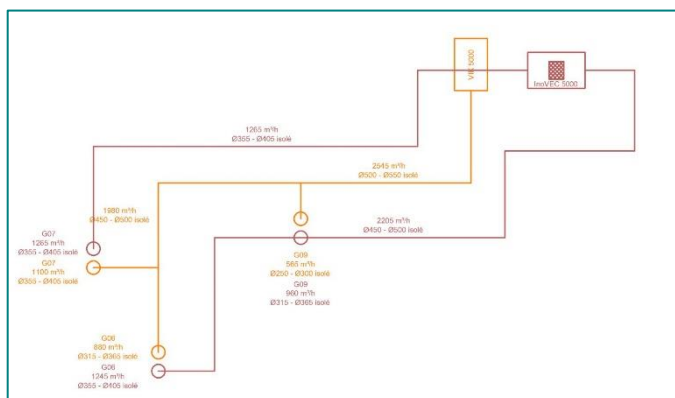 VIK 5000
InoVEC 5000
1265 m³/h
Ø355 - Ø405 isolé
2545 m³/h
Ø500 - Ø550 isolé
1980 m³/h
Ø450 - Ø500 isolé
2205 m³/h
Ø450 - Ø500 isolé
G07
1265 m³/h
Ø355 - Ø405 isolé
G07
1100 m³/h
Ø355 - Ø405 isolé
G09
565 m³/h
Ø250 - Ø300 isolé
G09
960 m³/h
Ø315 - Ø365 isolé
G08
880 m³/h
Ø315 - Ø365 isolé
G08
1245 m³/h
Ø355 - Ø405 isolé